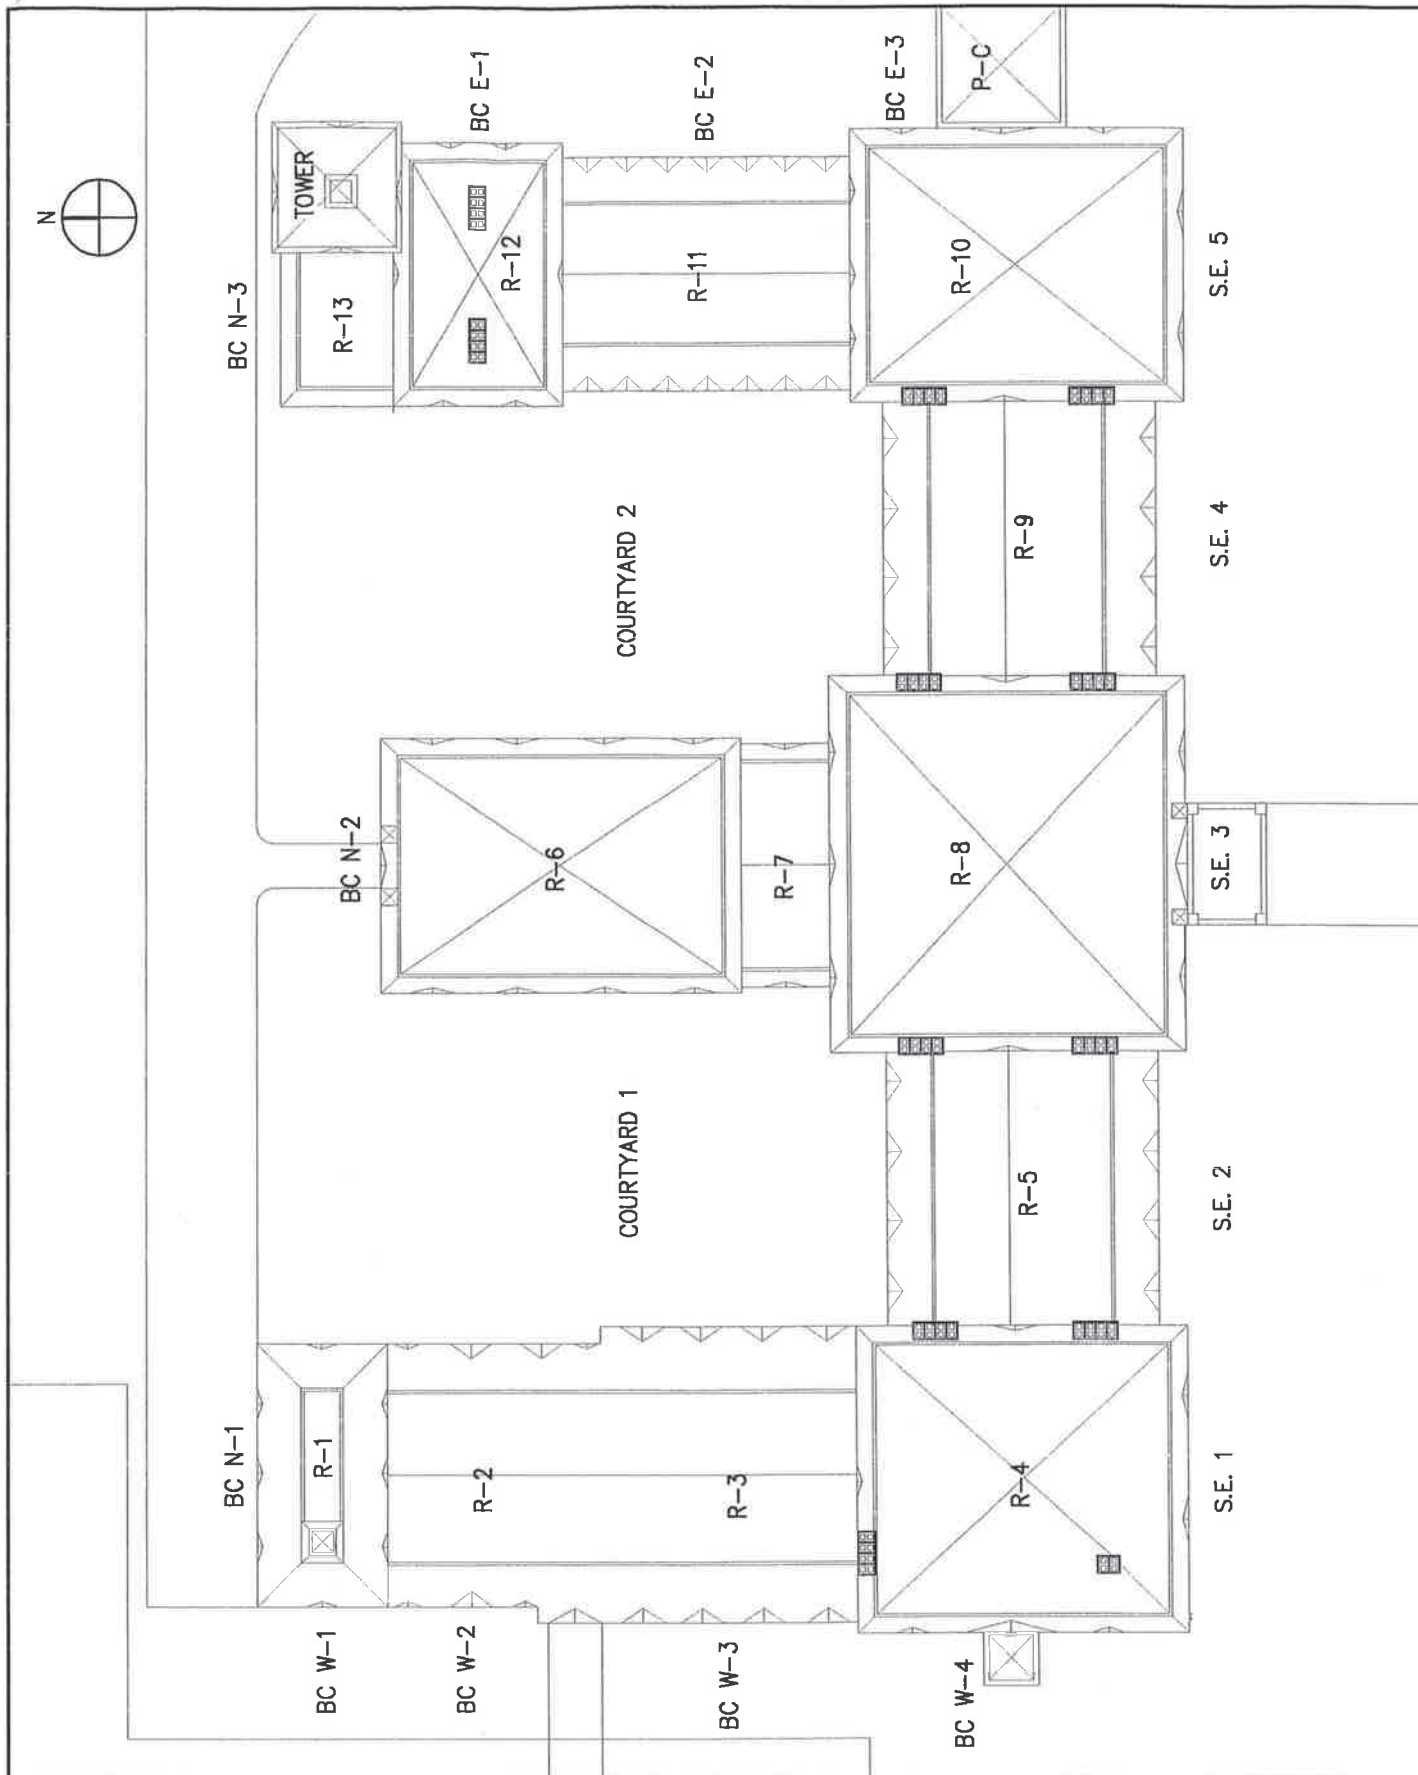 N
BC N-1
BC N-2
BC N-3
TOWER
R-13
R-12
BC E-1
R-1
BC W-1
R-2
BC W-2
R-6
COURTYARD 1
COURTYARD 2
R-11
BC E-2
R-3
BC W-3
R-7
R-4
BC W-4
R-5
R-8
R-9
R-10
BC E-3
P-C
S.E. 1
S.E. 2
S.E. 3
S.E. 4
S.E. 5